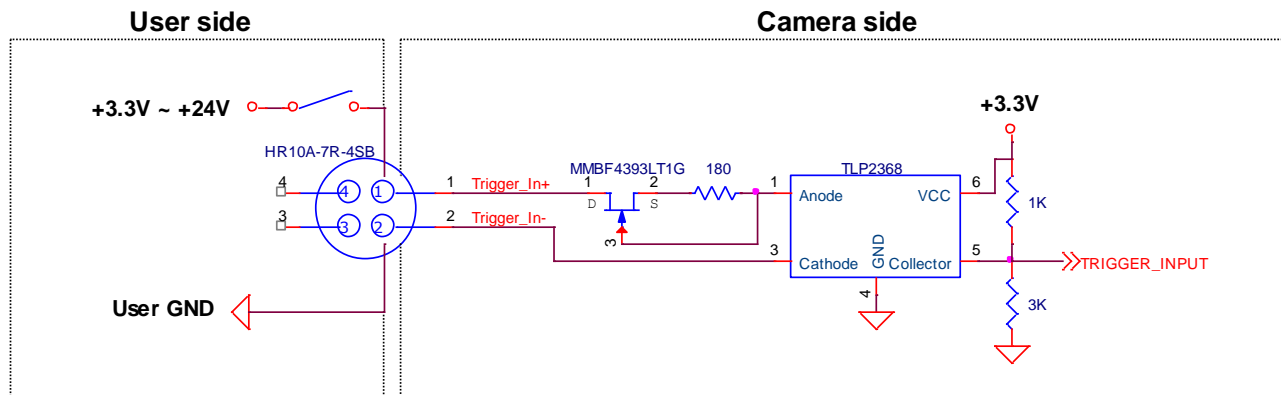 User side
Camera side
+3.3V ~ +24V
+3.3V
HR10A-7R-4SB
MMBF4393LT1G
180
TLP2368
4
4
1
1
Trigger_In+
1
2
D
S
1
Anode
VCC
6
1K
3
3
2
2
Trigger_In-
3
3
Cathode
GND
Collector
5
TRIGGER_INPUT
4
3K
User GND